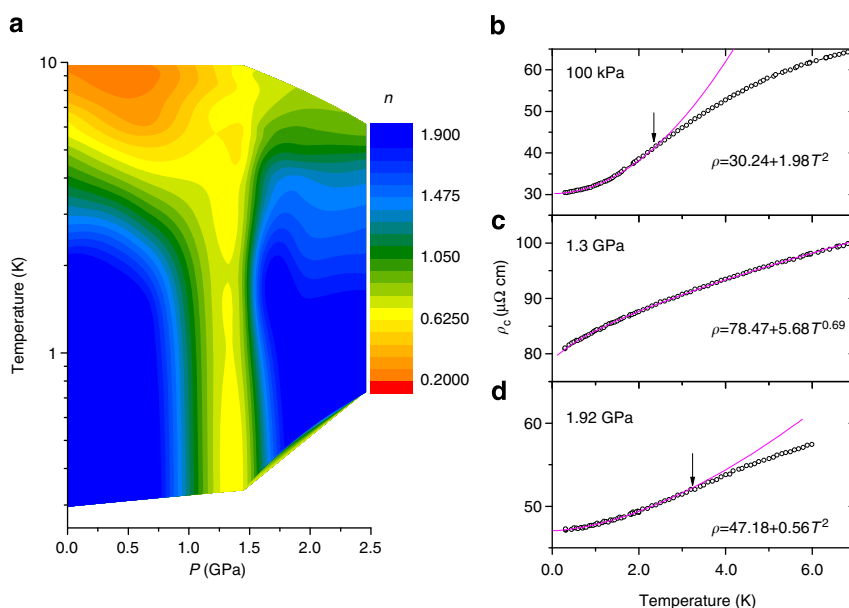 a
10
1
Temperature (K)
0.0 0.5 1.0 1.5 2.0 2.5
P (GPa)
n
1.900
1.475
1.050
0.6250
0.2000
b
100 kPa
60
50
40
30
ρ=30.24+1.98T²
c
1.3 GPa
100
90
80
ρ=78.47+5.68T⁰·⁶⁹
ρc (μΩ cm)
d
1.92 GPa
60
50
ρ=47.18+0.56T²
0.0 2.0 4.0 6.0
Temperature (K)